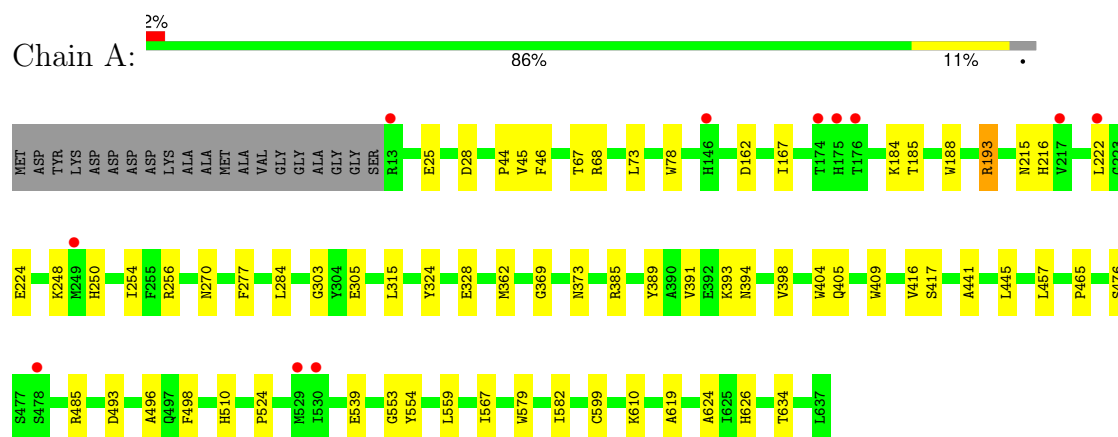 2%
Chain A:
86% 11% •
MET ASP TYR LYS ASP ASP ASP ASP LYS ALA ALA MET ALA VAL GLY GLY ALA GLY GLY SER R13 E25 D28 P44 V45 F46 T67 R68 L73 W78 H146 D162 I167 T174 H175 T176 K184 T185 W188 R193 N215 H216 V217 L222 G223
E224 K248 M249 H250 I254 F255 R256 N270 F277 L284 G303 Y304 E305 L315 Y324 E328 M362 G369 N373 R385 Y389 A390 V391 E392 K393 N394 V398 W404 Q405 W409 V416 S417 A441 L445 L457 P465 S476
S477 S478 R485 D493 A496 Q497 F498 H510 P524 M529 I530 E539 G553 Y554 L559 I567 W579 I582 C599 K610 A619 A624 I625 H626 T634 L637